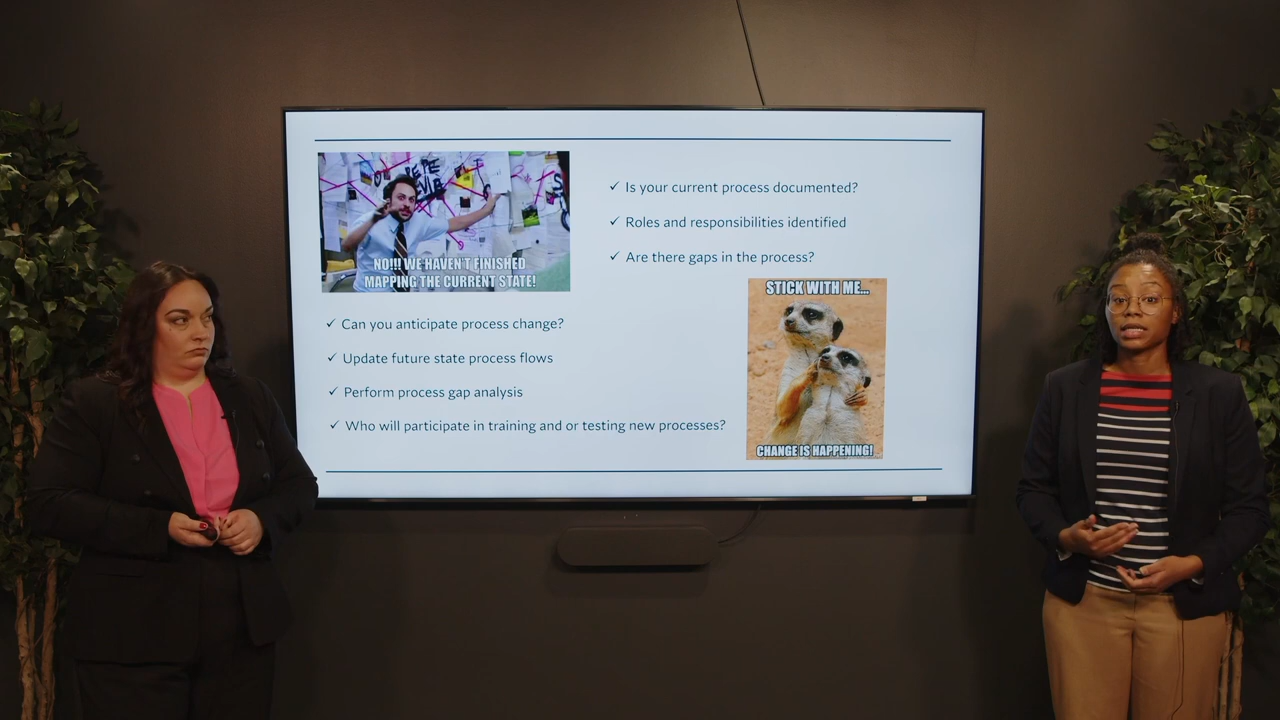 PEPE
SILVIA
NO!!! WE HAVEN'T FINISHED
MAPPING THE CURRENT STATE!
✓ Is your current process documented?
✓ Roles and responsibilities identified
✓ Are there gaps in the process?
STICK WITH ME...
CHANGE IS HAPPENING!
✓ Can you anticipate process change?
✓ Update future state process flows
✓ Perform process gap analysis
✓ Who will participate in training and or testing new processes?